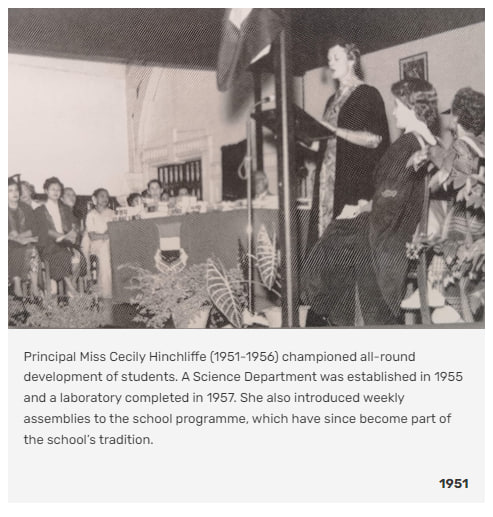 Principal Miss Cecily Hinchliffe (1951-1956) championed all-round
development of students. A Science Department was established in 1955
and a laboratory completed in 1957. She also introduced weekly
assemblies to the school programme, which have since become part of
the school's tradition.
1951